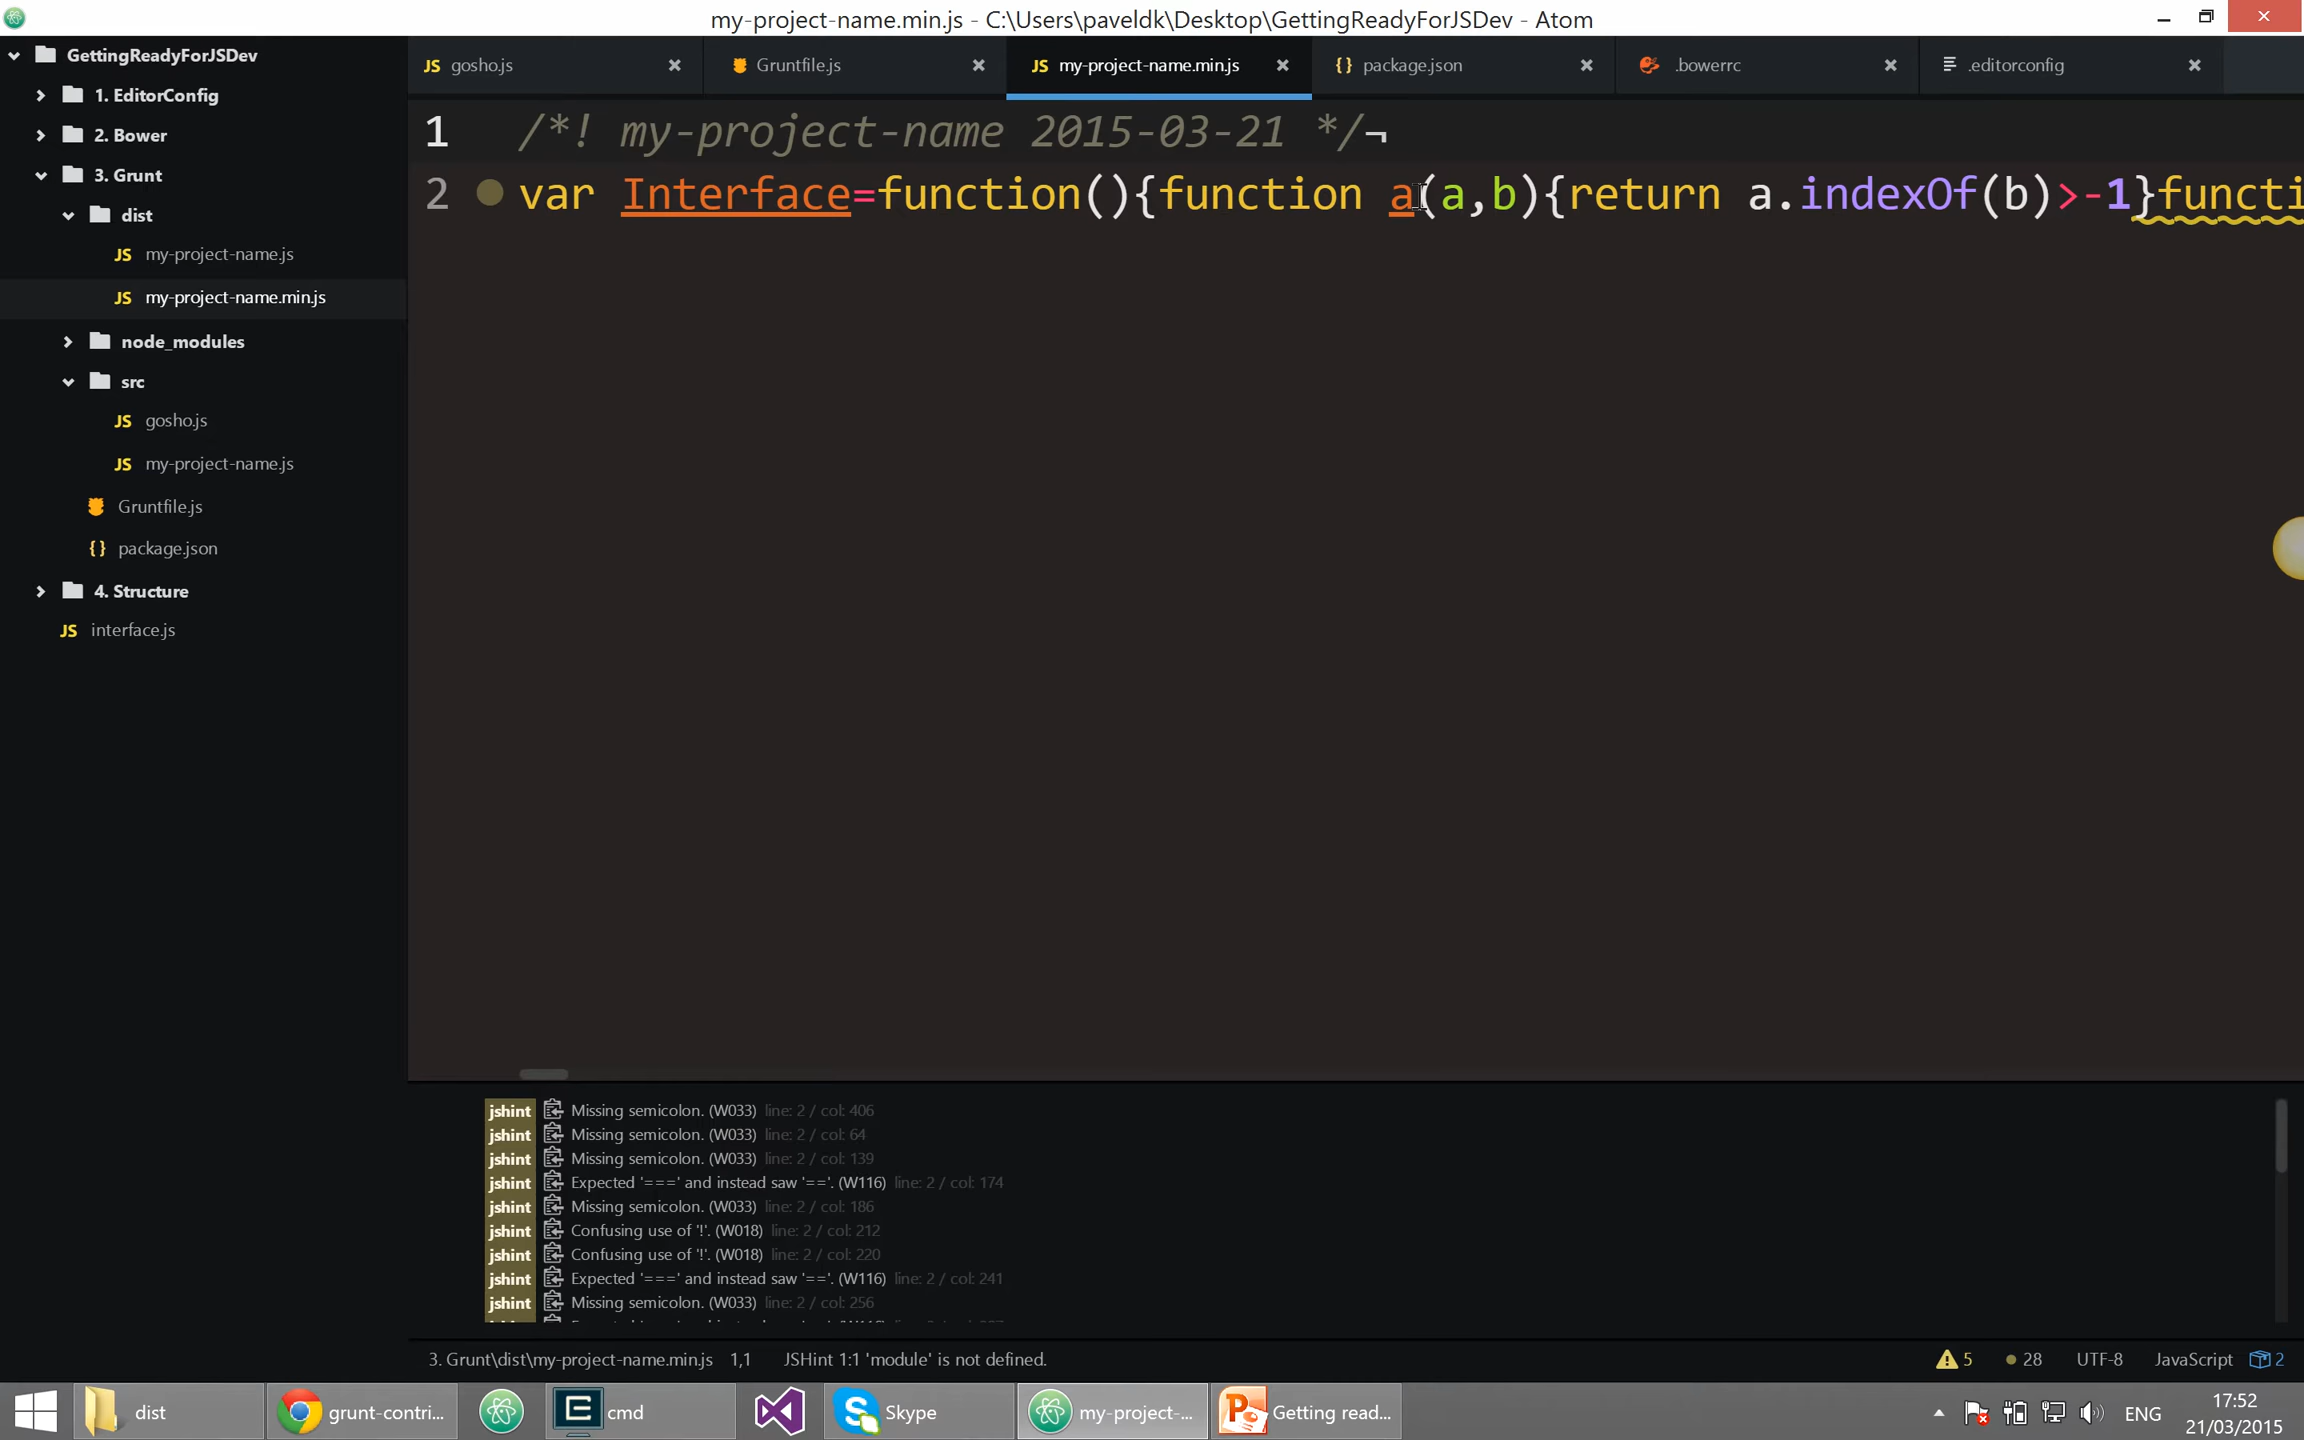 my-project-name.min.js - C:\Users\paveldk\Desktop\GettingReadyForJSDev - Atom
GettingReadyForJSDev
1. EditorConfig
2. Bower
3. Grunt
dist
JS my-project-name.js
JS my-project-name.min.js
node_modules
src
JS gosho.js
JS my-project-name.js
Gruntfile.js
{} package.json
4. Structure
JS interface.js
JS gosho.js
Gruntfile.js
JS my-project-name.min.js
{} package.json
.bowerrc
.editorconfig
1 /*! my-project-name 2015-03-21 */¬
2 var Interface=function(){function a(a,b){return a.indexOf(b)>-1}functi
jshint Missing semicolon. (W033) line: 2 / col: 406
jshint Missing semicolon. (W033) line: 2 / col: 64
jshint Missing semicolon. (W033) line: 2 / col: 139
jshint Expected '===' and instead saw '=='. (W116) line: 2 / col: 174
jshint Missing semicolon. (W033) line: 2 / col: 186
jshint Confusing use of '!'. (W018) line: 2 / col: 212
jshint Confusing use of '!'. (W018) line: 2 / col: 220
jshint Expected '===' and instead saw '=='. (W116) line: 2 / col: 241
jshint Missing semicolon. (W033) line: 2 / col: 256
3. Grunt\dist\my-project-name.min.js 1,1 JSHint 1:1 'module' is not defined. 5 28 UTF-8 JavaScript 2
dist
grunt-contri...
cmd
Skype
my-project-...
Getting read...
ENG
17:52
21/03/2015